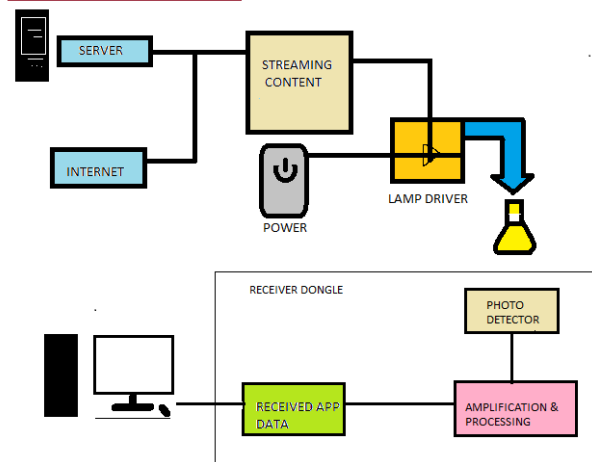 SERVER
STREAMING
CONTENT
INTERNET
LAMP DRIVER
POWER
RECEIVER DONGLE
PHOTO
DETECTOR
RECEIVED APP
DATA
AMPLIFICATION &
PROCESSING